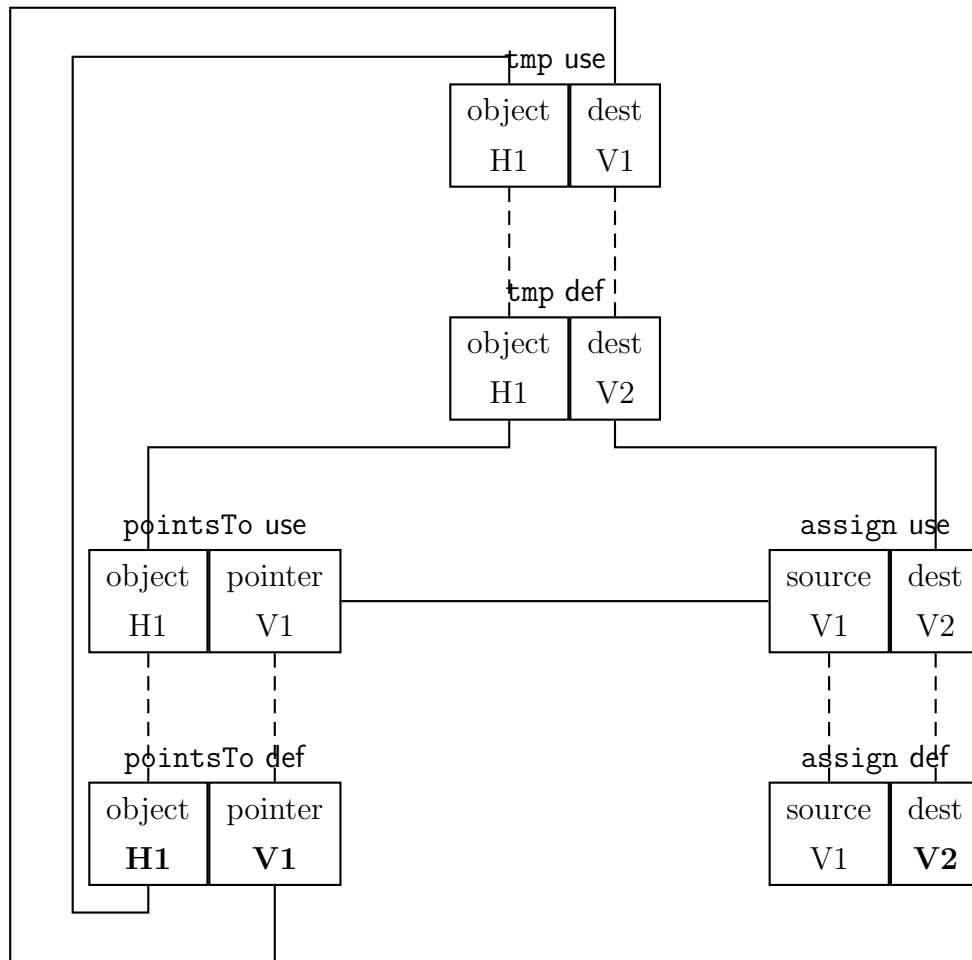 tmp use
object dest
H1 V1
tmp def
object dest
H1 V2
pointsTo use assign use
object pointer source dest
H1 V1 V1 V2
pointsTo def assign def
object pointer source dest
H1 V1 V1 V2